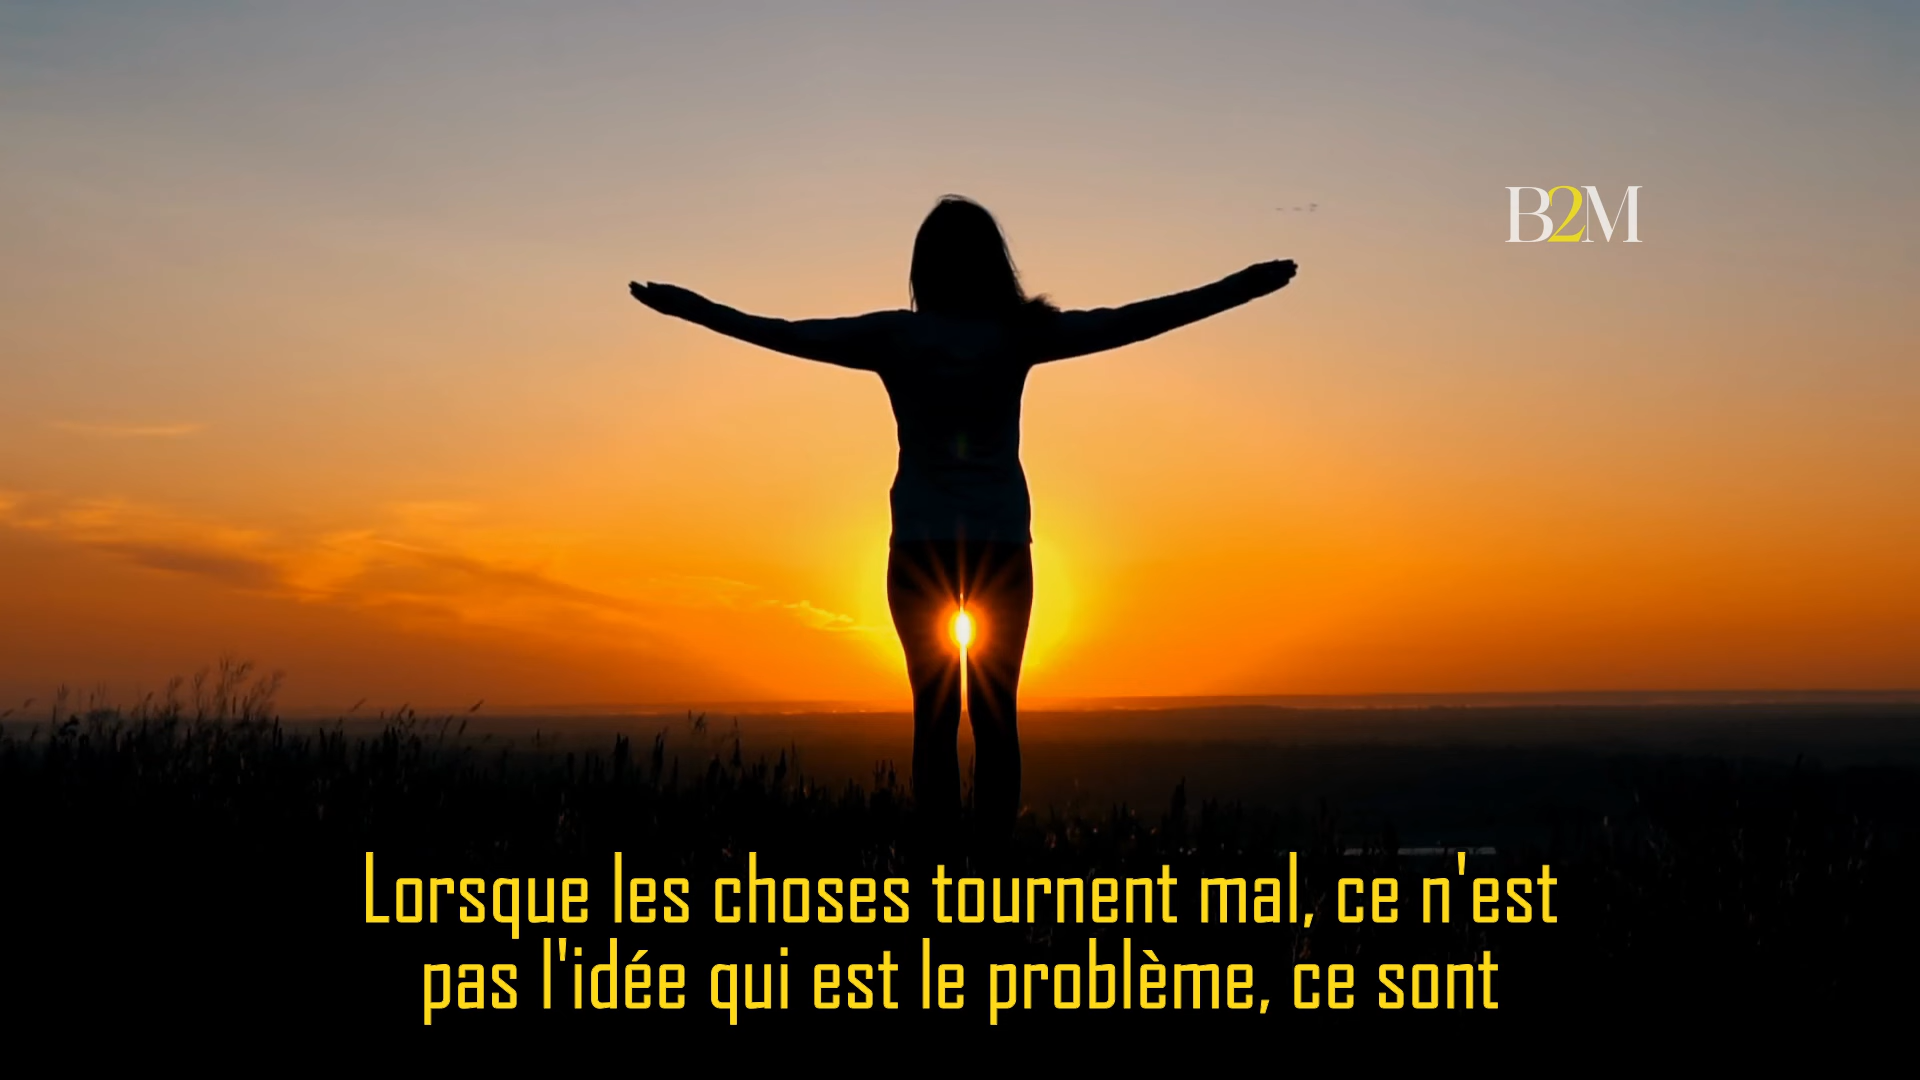 B2M
Lorsque les choses tournent mal, ce n'est
pas l'idée qui est le problème, ce sont